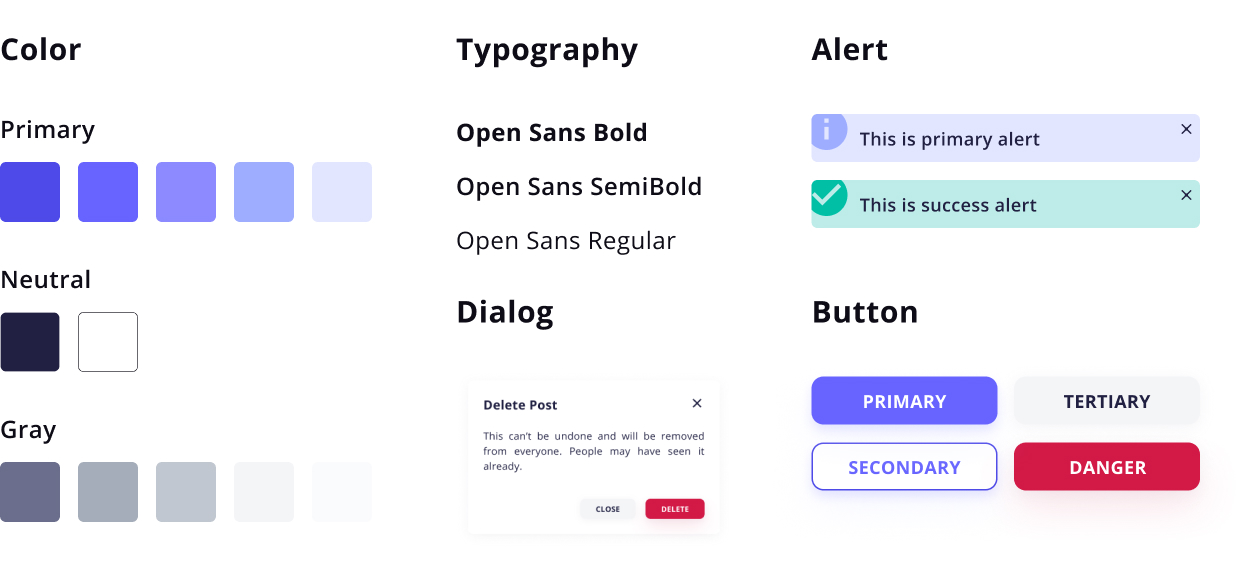 Color
Primary
Neutral
Gray
Typography
Open Sans Bold
Open Sans SemiBold
Open Sans Regular
Dialog
Delete Post
This can't be undone and will be removed
from everyone. People may have seen it
already.
CLOSE
DELETE
Alert
This is primary alert
This is success alert
Button
PRIMARY
TERTIARY
SECONDARY
DANGER